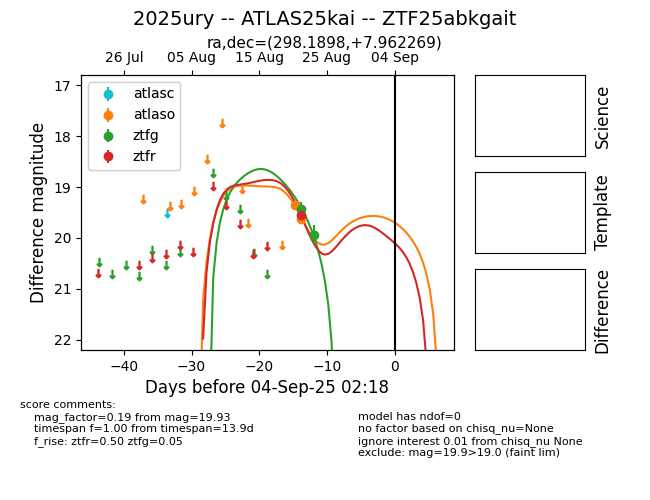 2025ury -- ATLAS25kai -- ZTF25abkgait
ra,dec=(298.1898,+7.962269)
26 Jul 05 Aug 15 Aug 25 Aug 04 Sep
17
18
19
20
21
22
Difference magnitude
atlasc
atlaso
ztfg
ztfr
−40 −30 −20 −10 0
Days before 04-Sep-25 02:18
Science
Template
Difference
score comments:
mag_factor=0.19 from mag=19.93
timespan f=1.00 from timespan=13.9d
f_rise: ztfr=0.50 ztfg=0.05
model has ndof=0
no factor based on chisq_nu=None
ignore interest 0.01 from chisq_nu None
exclude: mag=19.9>19.0 (faint lim)